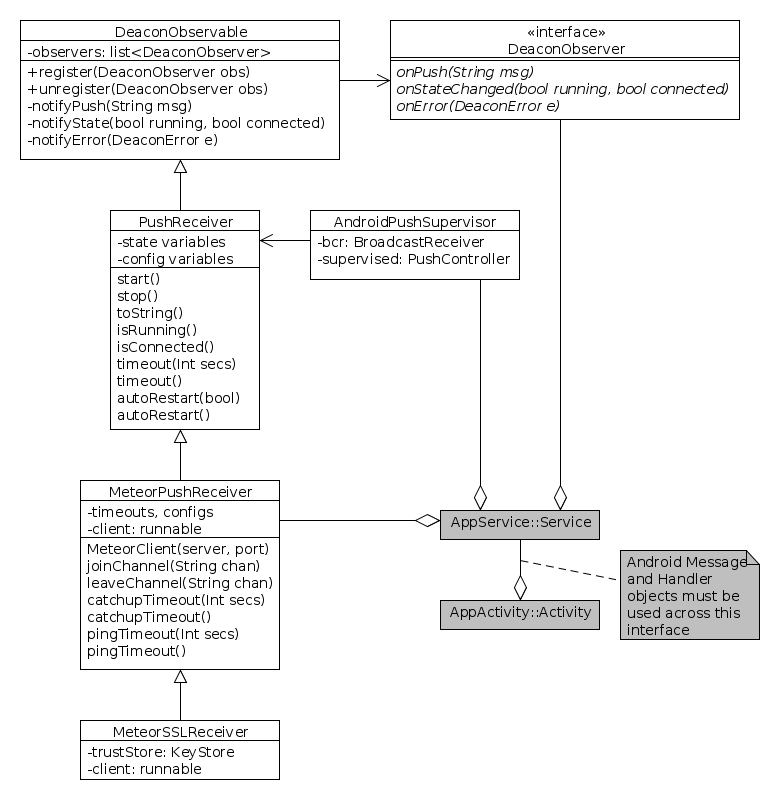 DeaconObservable
-observers: list<DeaconObserver>
+register(DeaconObserver obs)
+unregister(DeaconObserver obs)
-notifyPush(String msg)
-notifyState(bool running, bool connected)
-notifyError(DeaconError e)
«interface»
DeaconObserver
onPush(String msg)
onStateChanged(bool running, bool connected)
onError(DeaconError e)
PushReceiver
-state variables
-config variables
start()
stop()
toString()
isRunning()
isConnected()
timeout(Int secs)
timeout()
autoRestart(bool)
autoRestart()
AndroidPushSupervisor
-bcr: BroadcastReceiver
-supervised: PushController
MeteorPushReceiver
-timeouts, configs
-client: runnable
MeteorClient(server, port)
joinChannel(String chan)
leaveChannel(String chan)
catchupTimeout(Int secs)
catchupTimeout()
pingTimeout(Int secs)
pingTimeout()
AppService::Service
AppActivity::Activity
Android Message
and Handler
objects must be
used across this
interface
MeteorSSLReceiver
-trustStore: KeyStore
-client: runnable